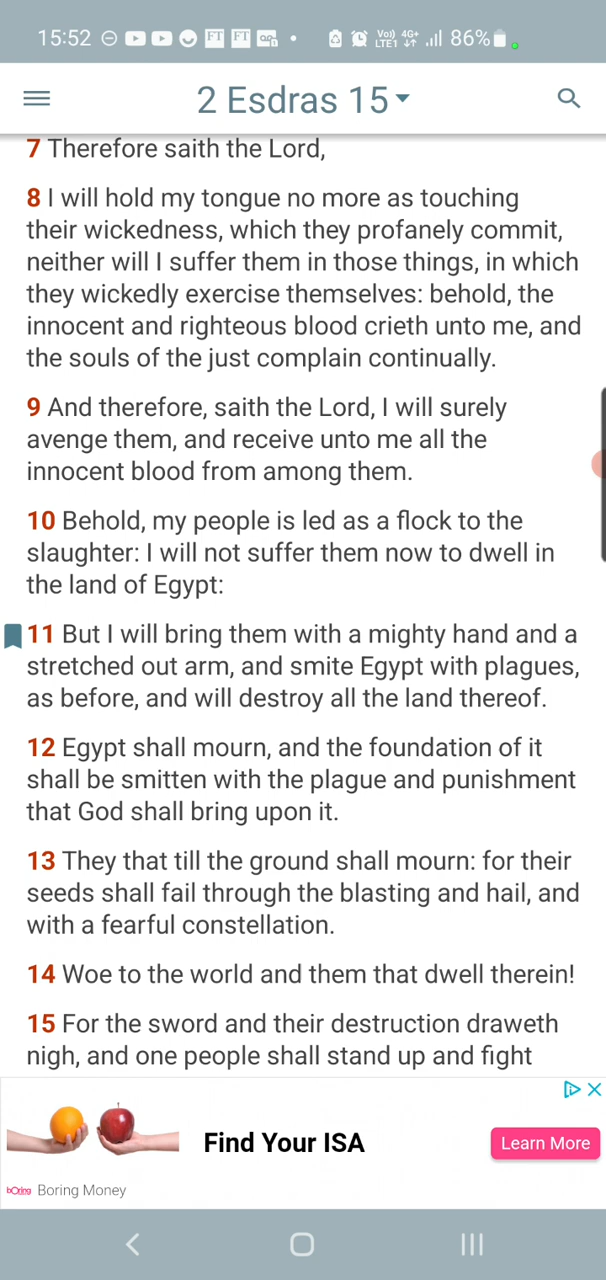 15:52 86%
2 Esdras 15
7 Therefore saith the Lord,
8 I will hold my tongue no more as touching
their wickedness, which they profanely commit,
neither will I suffer them in those things, in which
they wickedly exercise themselves: behold, the
innocent and righteous blood crieth unto me, and
the souls of the just complain continually.
9 And therefore, saith the Lord, I will surely
avenge them, and receive unto me all the
innocent blood from among them.
10 Behold, my people is led as a flock to the
slaughter: I will not suffer them now to dwell in
the land of Egypt:
11 But I will bring them with a mighty hand and a
stretched out arm, and smite Egypt with plagues,
as before, and will destroy all the land thereof.
12 Egypt shall mourn, and the foundation of it
shall be smitten with the plague and punishment
that God shall bring upon it.
13 They that till the ground shall mourn: for their
seeds shall fail through the blasting and hail, and
with a fearful constellation.
14 Woe to the world and them that dwell therein!
15 For the sword and their destruction draweth
nigh, and one people shall stand up and fight
Find Your ISA
Learn More
boring Boring Money